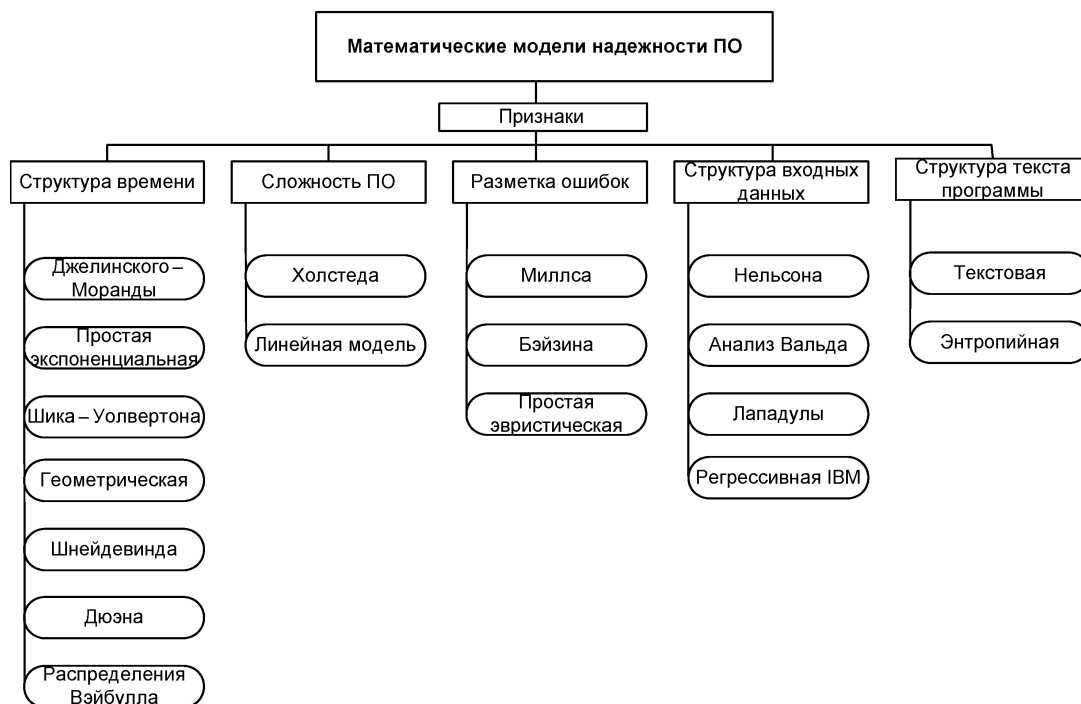 Математические модели надежности ПО
Признаки
Структура времени
Сложность ПО
Разметка ошибок
Структура входных
данных
Структура текста
программы
Джелинского –
Моранды
Простая
экспоненциальная
Шика – Уолвертона
Геометрическая
Шнейдевинда
Дюэна
Распределения
Вэйбулла
Холстеда
Линейная модель
Миллса
Бэйзина
Простая
эвристическая
Нельсона
Анализ Вальда
Лападулы
Регрессивная IBM
Текстовая
Энтропийная